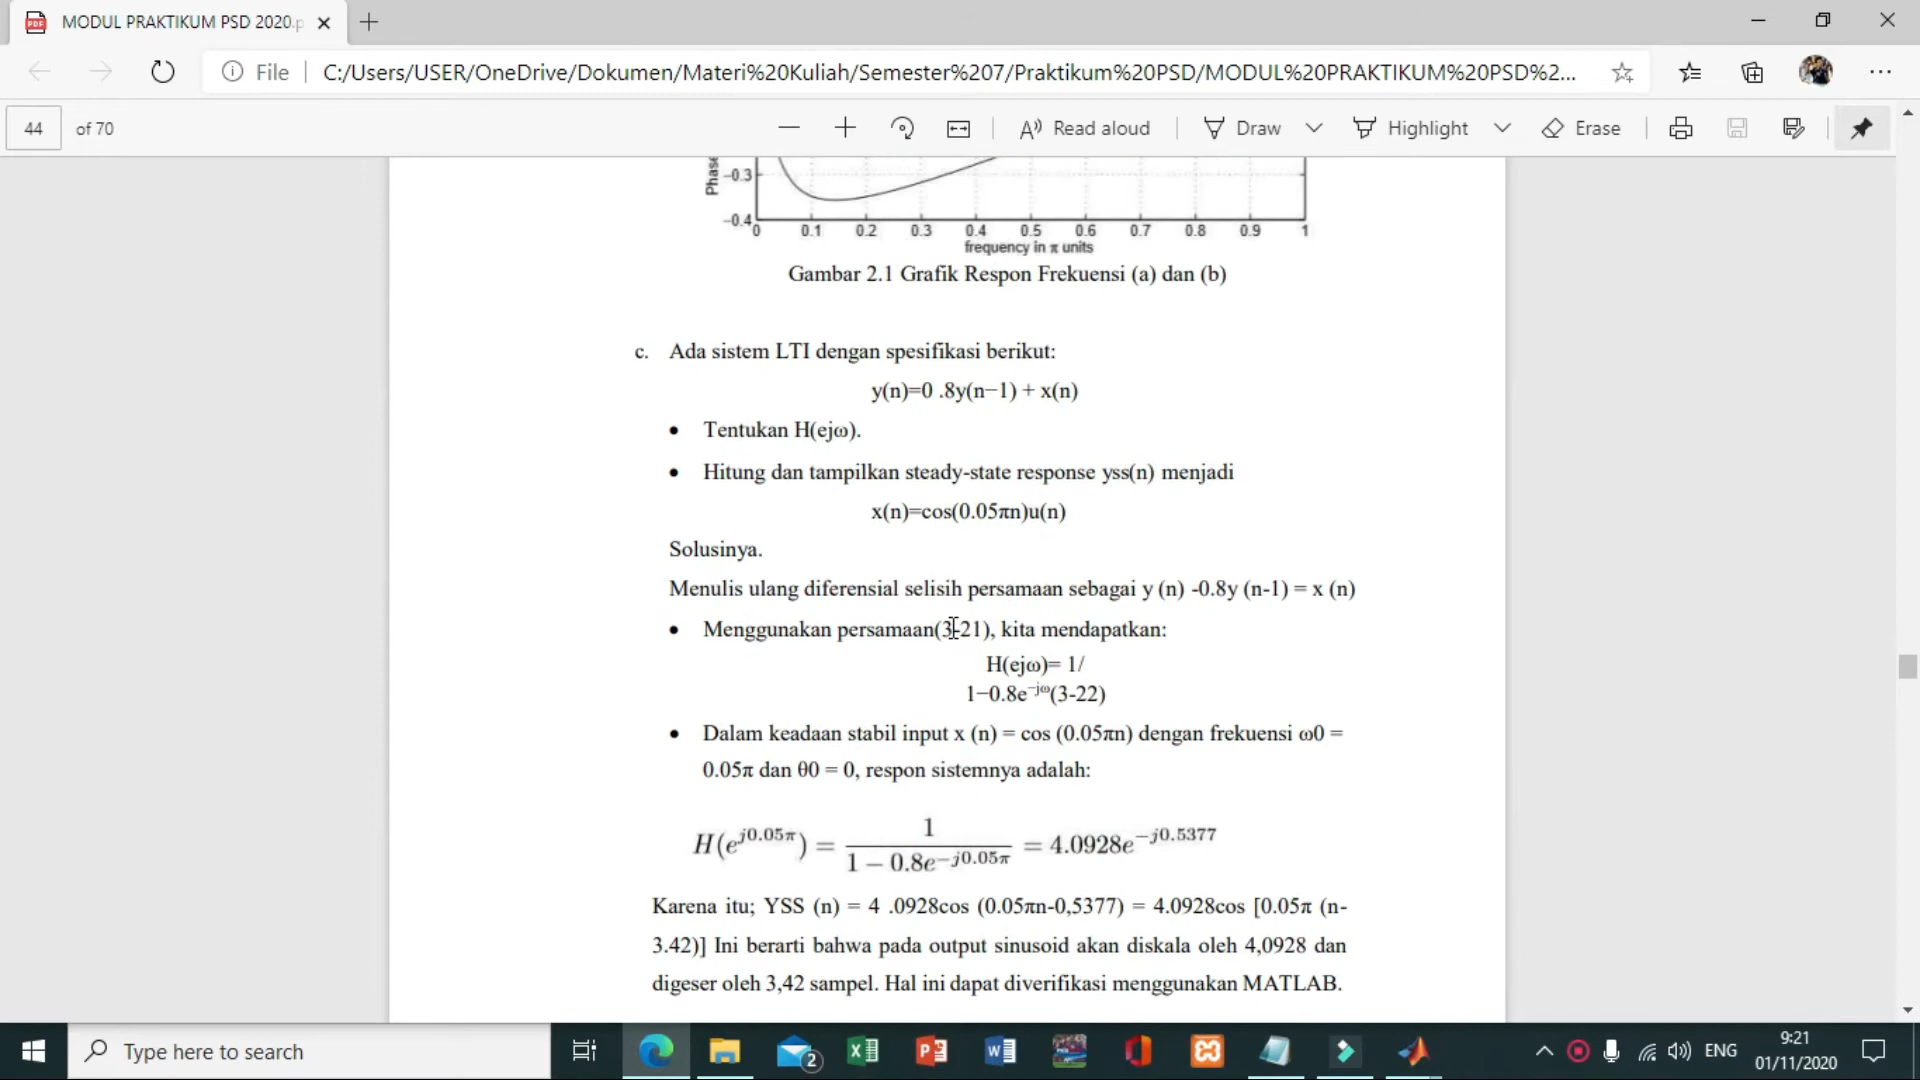 MODUL PRAKTIKUM PSD 2020.p
File
C:/Users/USER/OneDrive/Dokumen/Materi%20Kuliah/Semester%207/Praktikum%20PSD/MODUL%20PRAKTIKUM%20PSD%2...
44 of 70
Read aloud
Draw
Highlight
Erase
Phase
−0.3
−0.4
0 0.1 0.2 0.3 0.4 0.5 0.6 0.7 0.8 0.9 1
frequency in π units
Gambar 2.1 Grafik Respon Frekuensi (a) dan (b)
c. Ada sistem LTI dengan spesifikasi berikut:
y(n)=0 .8y(n−1) + x(n)
• Tentukan H(ejω).
• Hitung dan tampilkan steady-state response yss(n) menjadi
x(n)=cos(0.05πn)u(n)
Solusinya.
Menulis ulang diferensial selisih persamaan sebagai y (n) -0.8y (n-1) = x (n)
• Menggunakan persamaan(3-21), kita mendapatkan:
H(ejω)= 1/
1−0.8e⁻ʲω(3-22)
• Dalam keadaan stabil input x (n) = cos (0.05πn) dengan frekuensi ω0 =
0.05π dan θ0 = 0, respon sistemnya adalah:
H(e^{j0.05π}) = 1 / (1 − 0.8e^{−j0.05π}) = 4.0928e^{−j0.5377}
Karena itu; YSS (n) = 4 .0928cos (0.05πn-0,5377) = 4.0928cos [0.05π (n-
3.42)] Ini berarti bahwa pada output sinusoid akan diskala oleh 4,0928 dan
digeser oleh 3,42 sampel. Hal ini dapat diverifikasi menggunakan MATLAB.
Type here to search
2
ENG
9:21
01/11/2020